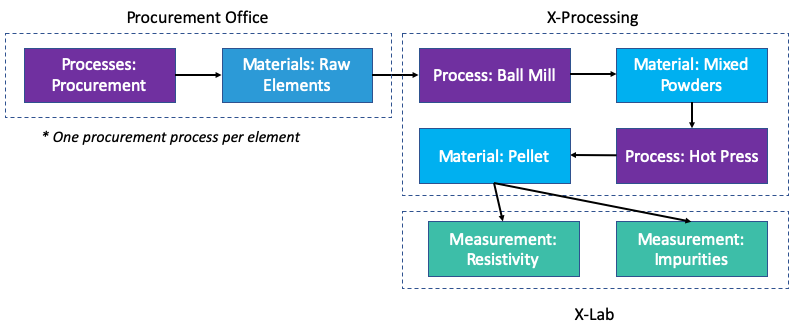 Procurement Office
X-Processing
Processes:
Procurement
Materials: Raw
Elements
Process: Ball Mill
Material: Mixed
Powders
* One procurement process per element
Material: Pellet
Process: Hot Press
Measurement:
Resistivity
Measurement:
Impurities
X-Lab